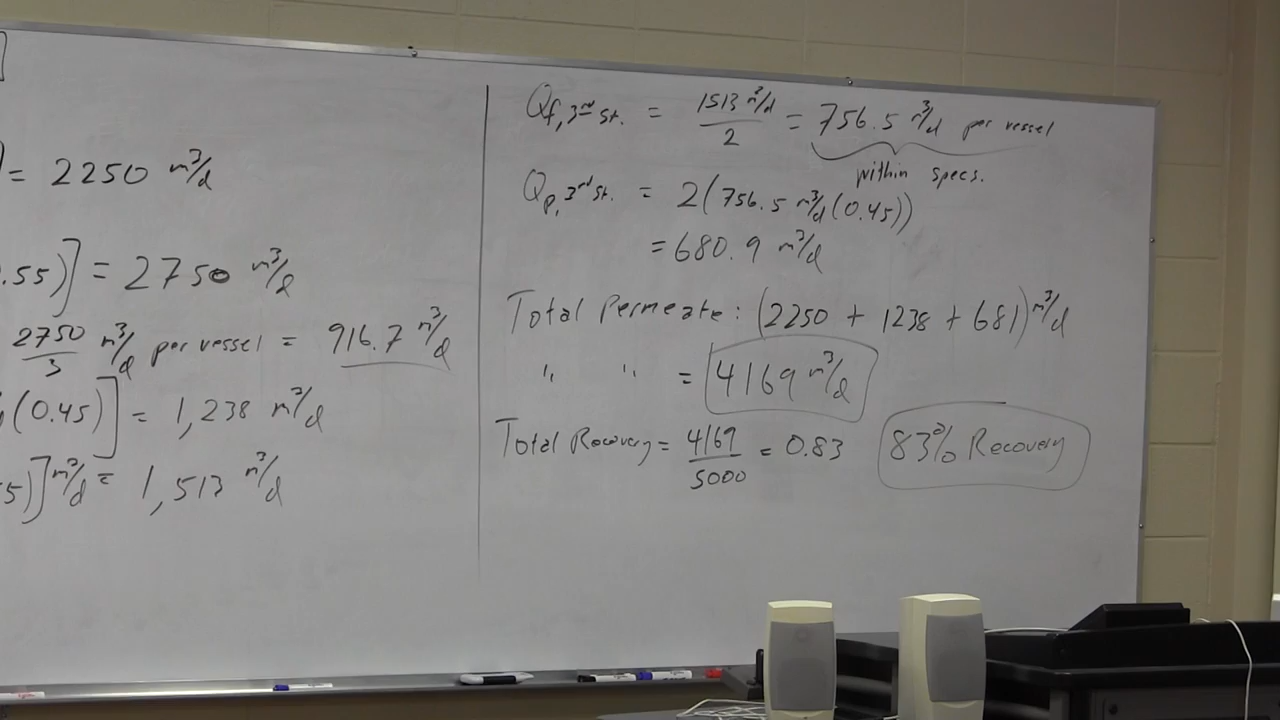 = 2250 m³/d
.55)] = 2750 m³/d
2750/3 m³/d per vessel = 916.7 m³/d
(0.45)] = 1,238 m³/d
5)] m³/d = 1,513 m³/d
Qf, 3rd St. = 1513 m³/d / 2 = 756.5 m³/d per vessel
within specs.
Qp, 3rd St. = 2(756.5 m³/d (0.45))
= 680.9 m³/d
Total Permeate: (2250 + 1238 + 681) m³/d
" " = 4169 m³/d
Total Recovery = 4169/5000 = 0.83 83% Recovery